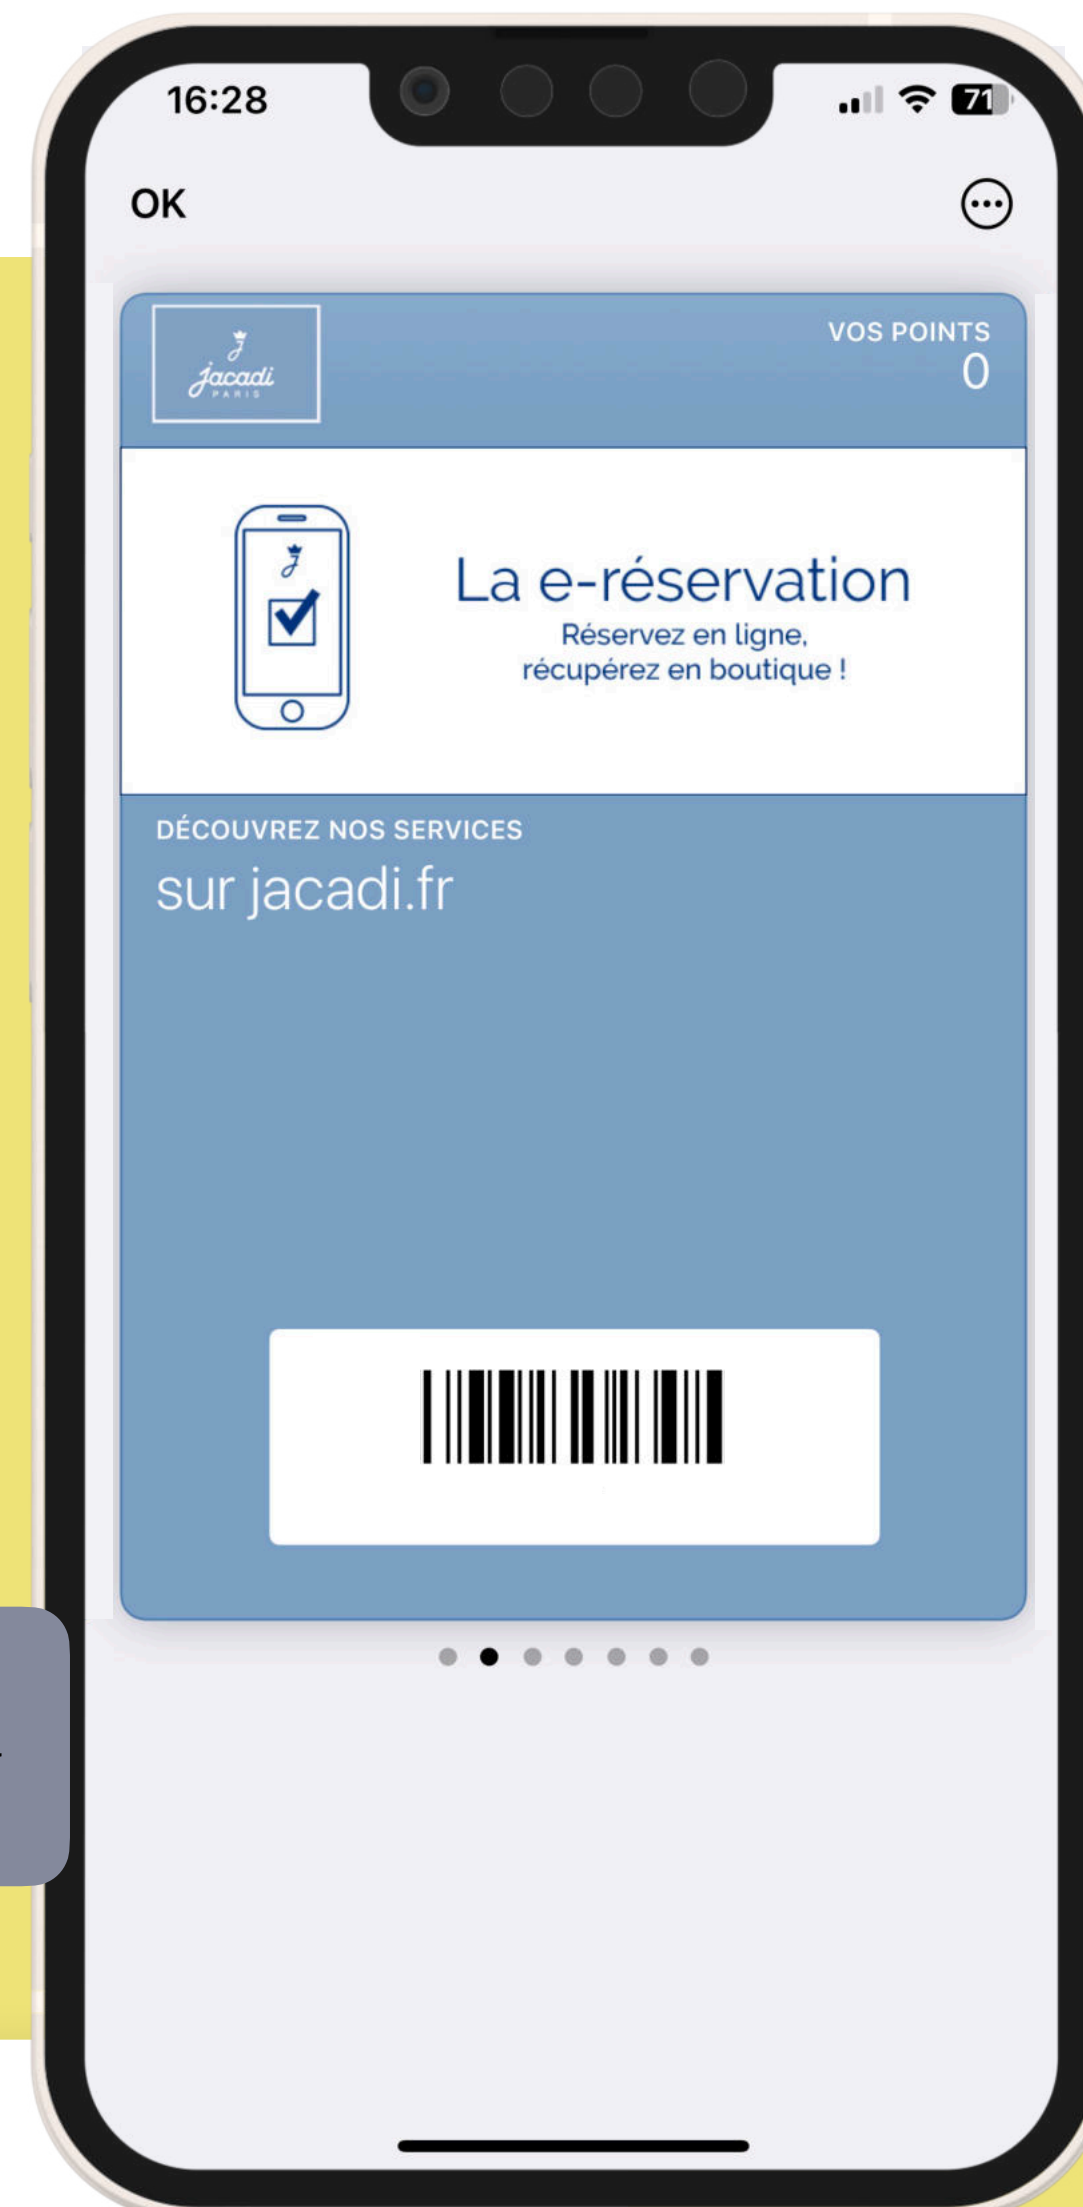 16:28
71
OK
J
jacadi
PARIS
VOS POINTS
0
J
La e-réservation
Réservez en ligne,
récupérez en boutique !
DÉCOUVREZ NOS SERVICES
sur jacadi.fr